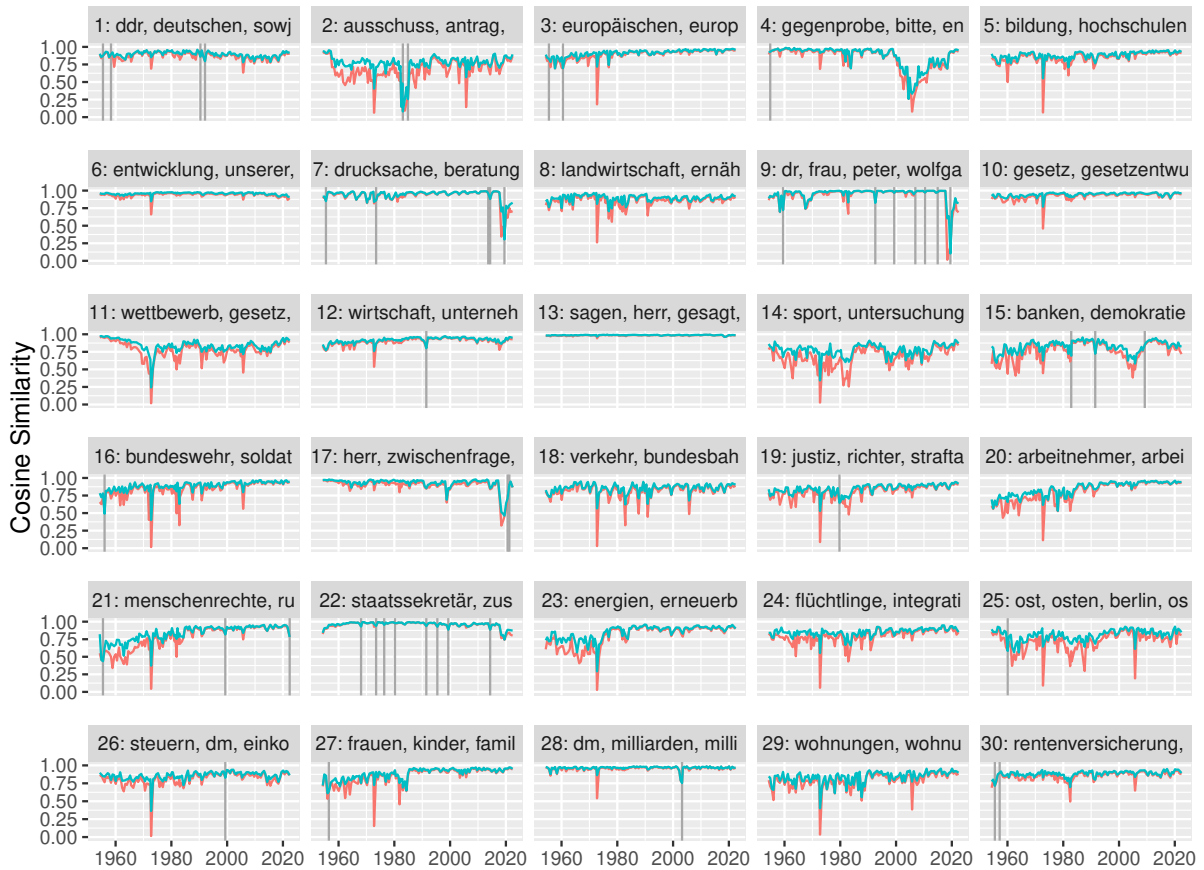 1: ddr, deutschen, sowj
2: ausschuss, antrag,
3: europäischen, europ
4: gegenprobe, bitte, en
5: bildung, hochschulen
1.00
0.75
0.50
0.25
0.00
6: entwicklung, unserer,
7: drucksache, beratung
8: landwirtschaft, ernäh
9: dr, frau, peter, wolfga
10: gesetz, gesetzentwu
1.00
0.75
0.50
0.25
0.00
11: wettbewerb, gesetz,
12: wirtschaft, unterneh
13: sagen, herr, gesagt,
14: sport, untersuchung
15: banken, demokratie
1.00
0.75
0.50
0.25
0.00
Cosine Similarity
16: bundeswehr, soldat
17: herr, zwischenfrage,
18: verkehr, bundesbah
19: justiz, richter, strafta
20: arbeitnehmer, arbei
1.00
0.75
0.50
0.25
0.00
21: menschenrechte, ru
22: staatssekretär, zus
23: energien, erneuerb
24: flüchtlinge, integrati
25: ost, osten, berlin, os
1.00
0.75
0.50
0.25
0.00
26: steuern, dm, einko
27: frauen, kinder, famil
28: dm, milliarden, milli
29: wohnungen, wohnu
30: rentenversicherung,
1.00
0.75
0.50
0.25
0.00
1960 1980 2000 2020 1960 1980 2000 2020 1960 1980 2000 2020 1960 1980 2000 2020 1960 1980 2000 2020